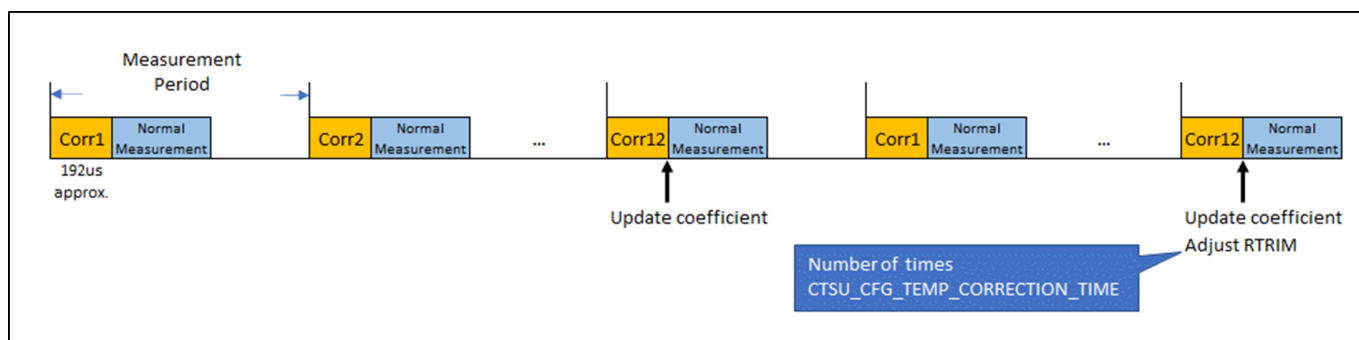 Measurement
Period
Corr1
Normal
Measurement
Corr2
Normal
Measurement
...
Corr12
Normal
Measurement
Corr1
Normal
Measurement
...
Corr12
Normal
Measurement
192us
approx.
Update coefficient
Update coefficient
Adjust RTRIM
Number of times
CTSU_CFG_TEMP_CORRECTION_TIME